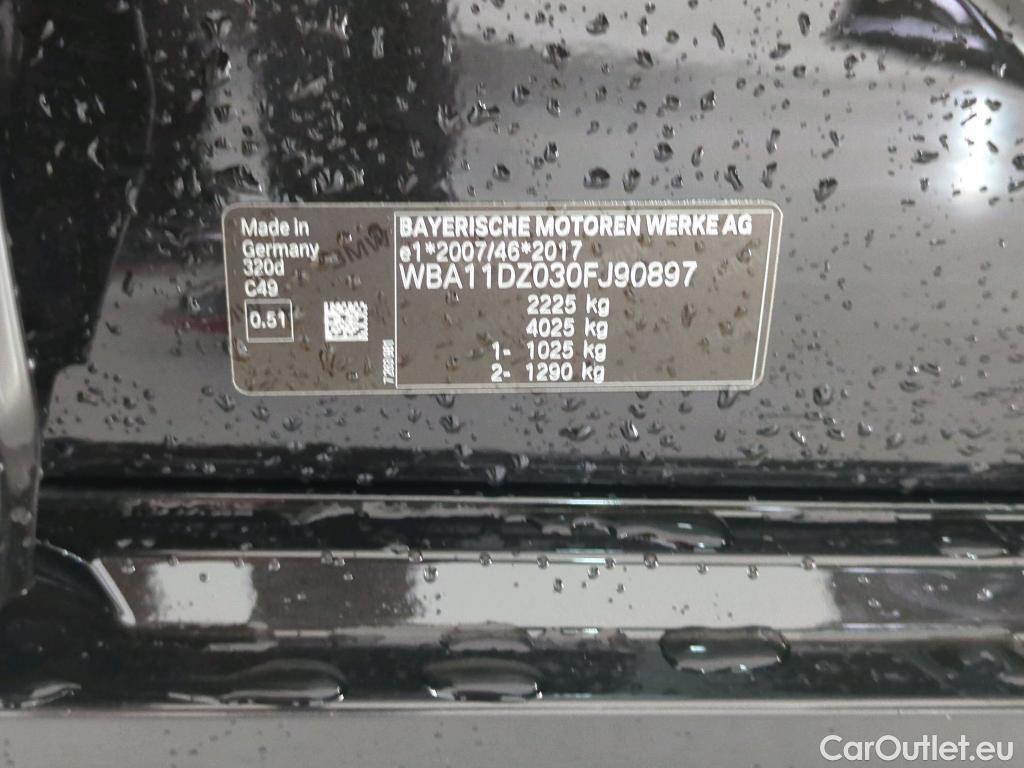 Made in
Germany
320d
C49
0.51
BAYERISCHE MOTOREN WERKE AG
e1*2007/46*2017
WBA11DZ030FJ90897
2225 kg
4025 kg
1- 1025 kg
2- 1290 kg
CarOutlet.eu